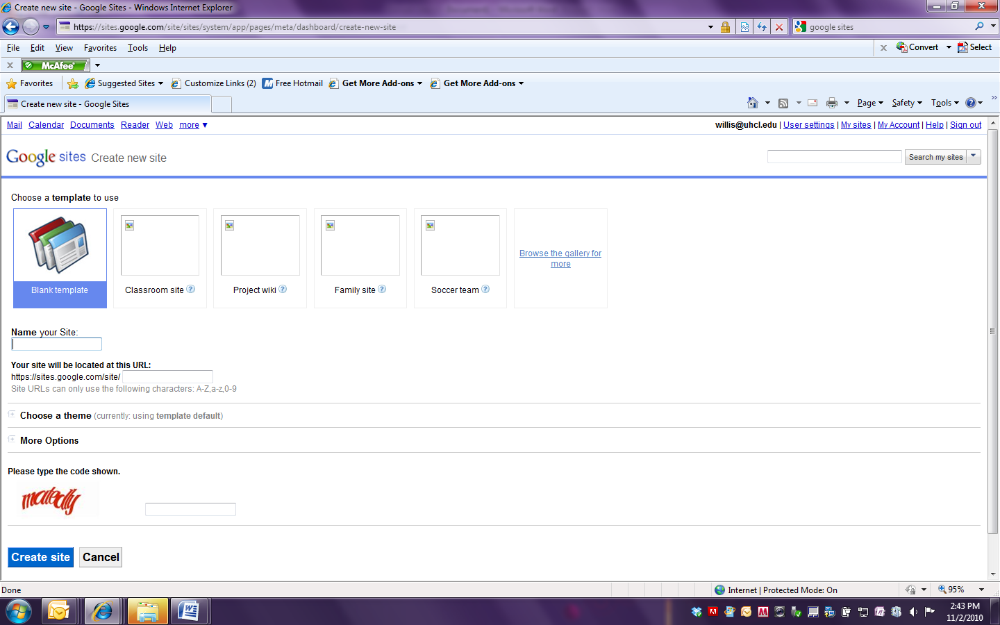 Create new site - Google Sites - Windows Internet Explorer
https://sites.google.com/site/sites/system/app/pages/meta/dashboard/create-new-site
google sites
File Edit View Favorites Tools Help
Convert Select
McAfee
Favorites Suggested Sites Customize Links (2) Free Hotmail Get More Add-ons Get More Add-ons
Create new site - Google Sites
Page Safety Tools
Mail Calendar Documents Reader Web more ▼
willis@uhcl.edu | User settings | My sites | My Account | Help | Sign out
Google sites Create new site
Search my sites
Choose a template to use
Blank template
Classroom site ?
Project wiki ?
Family site ?
Soccer team ?
Browse the gallery for
more
Name your Site:
Your site will be located at this URL:
https://sites.google.com/site/
Site URLs can only use the following characters: A-Z,a-z,0-9
Choose a theme (currently: using template default)
More Options
Please type the code shown.
Create site Cancel
Done
Internet | Protected Mode: On
95%
2:43 PM
11/2/2010